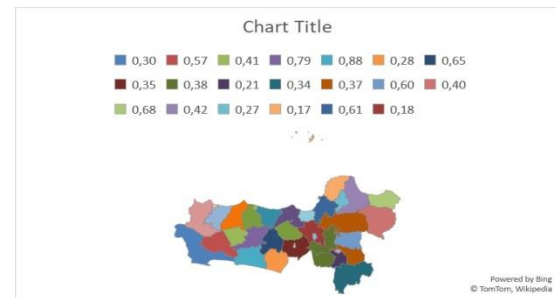 Chart Title
0,30 0,57 0,41 0,79 0,88 0,28 0,65
0,35 0,38 0,21 0,34 0,37 0,60 0,40
0,68 0,42 0,27 0,17 0,61 0,18
Powered by Bing
© TomTom, Wikipedia